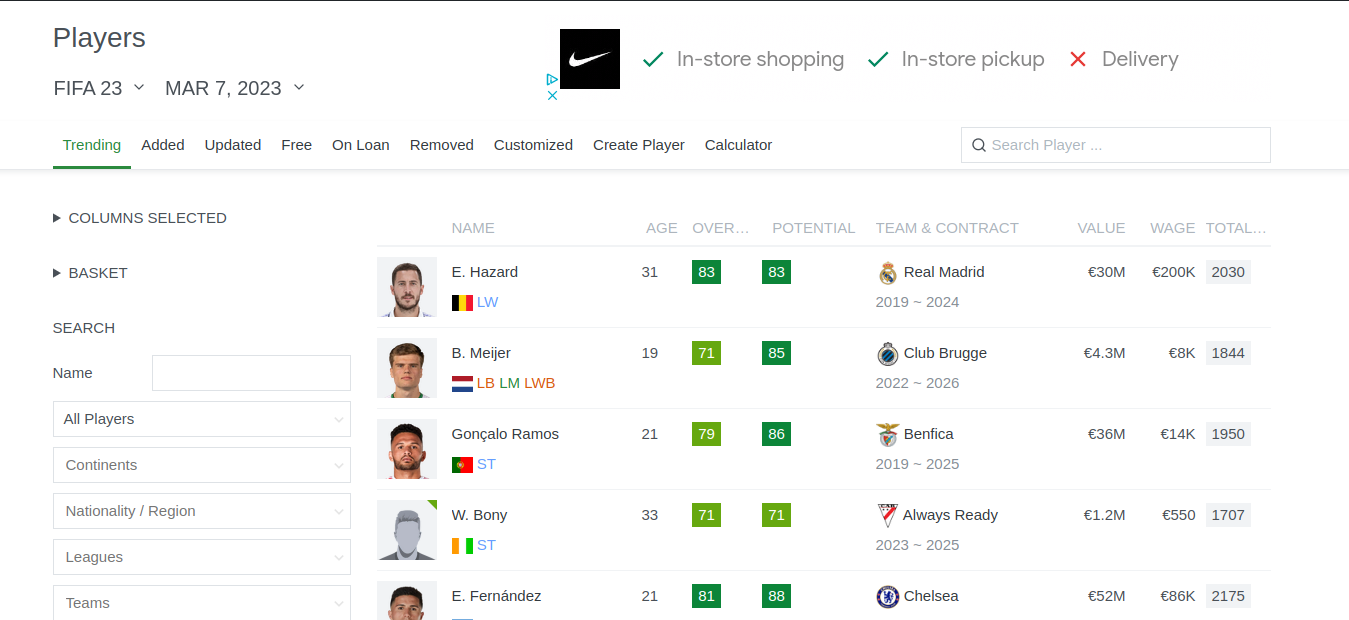 Players
FIFA 23 MAR 7, 2023
In-store shopping In-store pickup Delivery
Trending Added Updated Free On Loan Removed Customized Create Player Calculator
Search Player ...
COLUMNS SELECTED
BASKET
SEARCH
Name
All Players
Continents
Nationality / Region
Leagues
Teams
NAME AGE OVER... POTENTIAL TEAM & CONTRACT VALUE WAGE TOTAL...
E. Hazard 31 83 83 Real Madrid €30M €200K 2030
LW 2019 ~ 2024
B. Meijer 19 71 85 Club Brugge €4.3M €8K 1844
LB LM LWB 2022 ~ 2026
Gonçalo Ramos 21 79 86 Benfica €36M €14K 1950
ST 2019 ~ 2025
W. Bony 33 71 71 Always Ready €1.2M €550 1707
ST 2023 ~ 2025
E. Fernández 21 81 88 Chelsea €52M €86K 2175